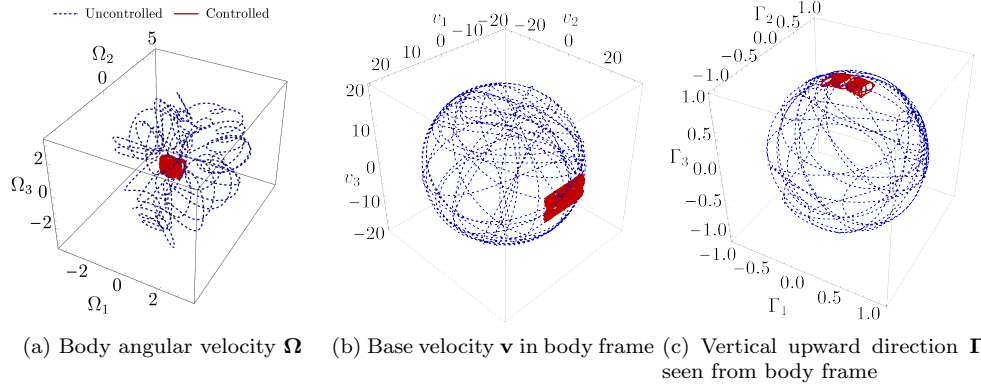 Uncontrolled Controlled
Ω₂
5
0
2
Ω₃ 0
−2
−2
0
2
Ω₁
v₁
20
10
0
−10
−20
v₂
−20
0
20
20
10
0
v₃
−10
−20
Γ₂
1.0
0.5
0.0
−0.5
−1.0
1.0
0.5
Γ₃
0.0
−0.5
−1.0
−1.0
−0.5
0.0
0.5
1.0
Γ₁
(a) Body angular velocity Ω
(b) Base velocity v in body frame
(c) Vertical upward direction Γ
seen from body frame